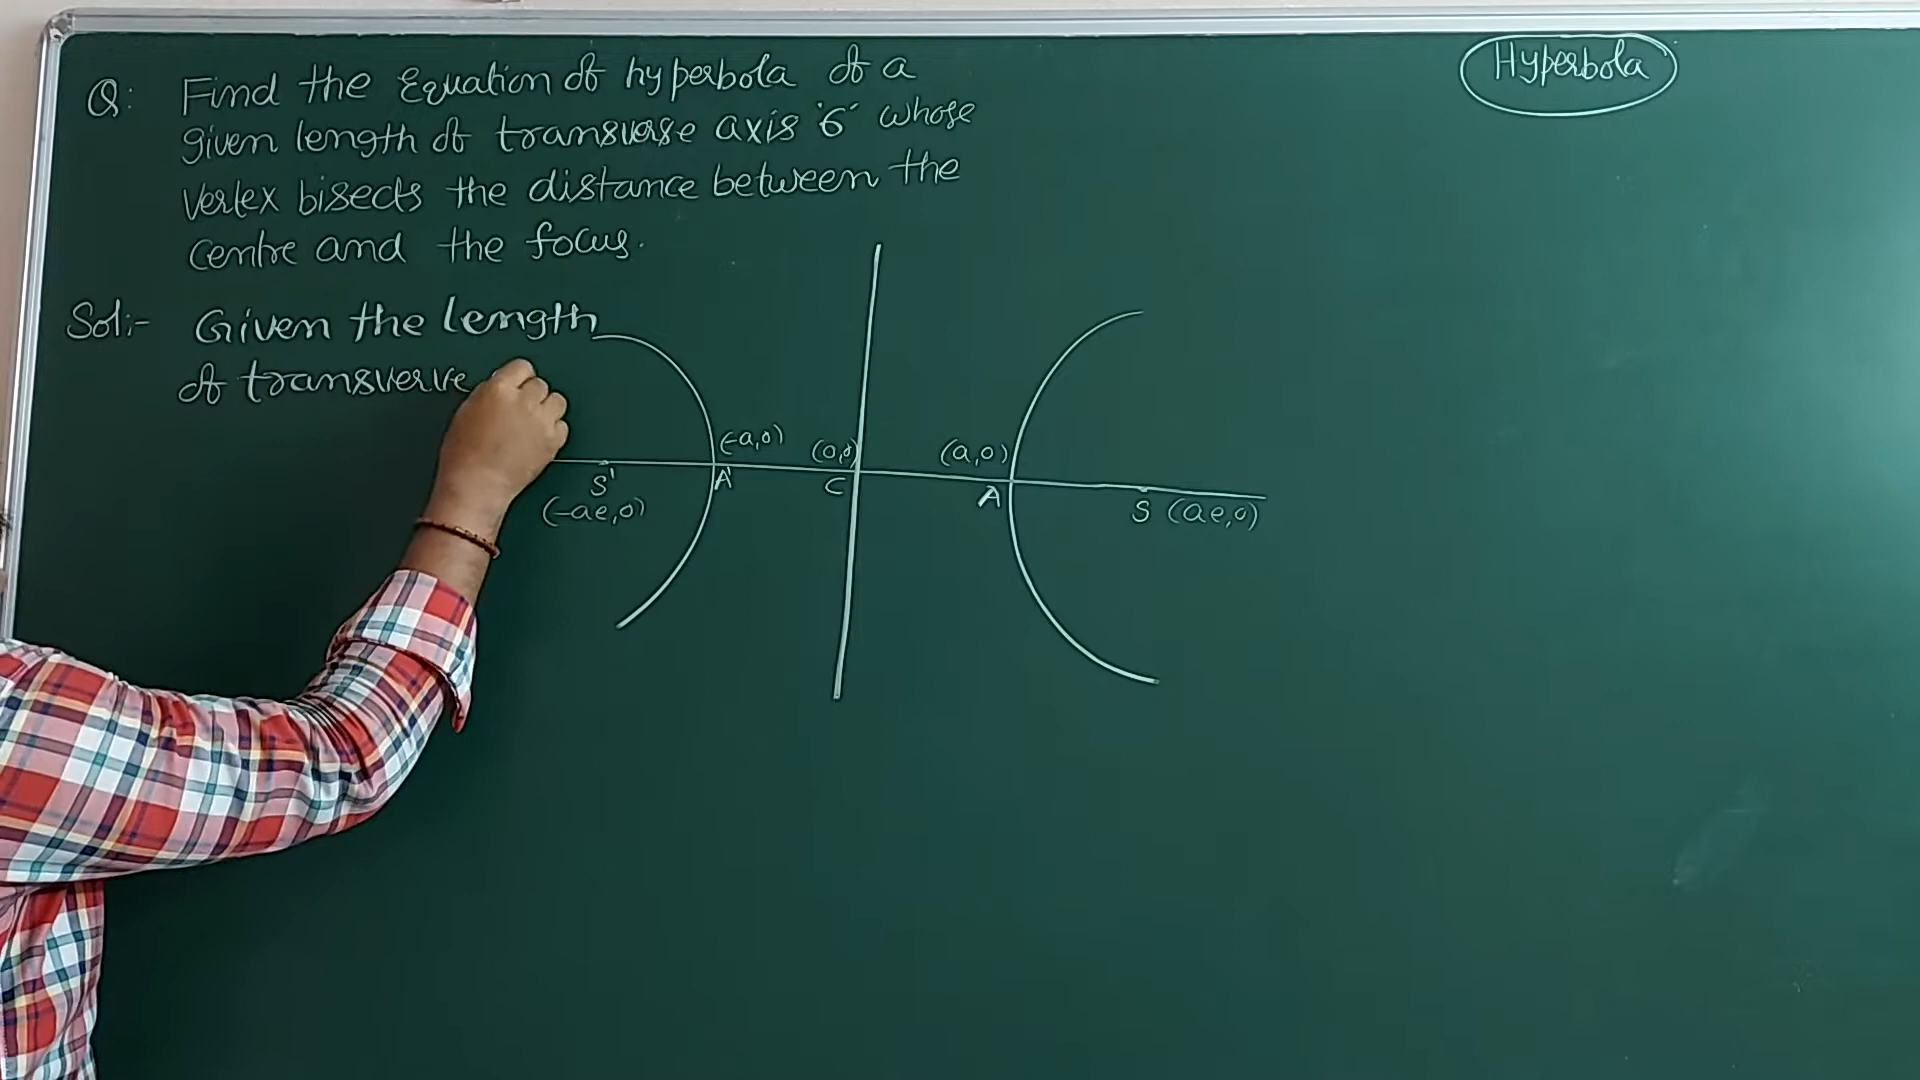 Hyperbola
Q: Find the Equation of hyperbola of a
given length of transverse axis '6' whose
vertex bisects the distance between the
centre and the focus.
Sol:- Given the length
of transverve
(-a,0) (0,0) (a,0)
S' A' C A S (ae,0)
(-ae,0)